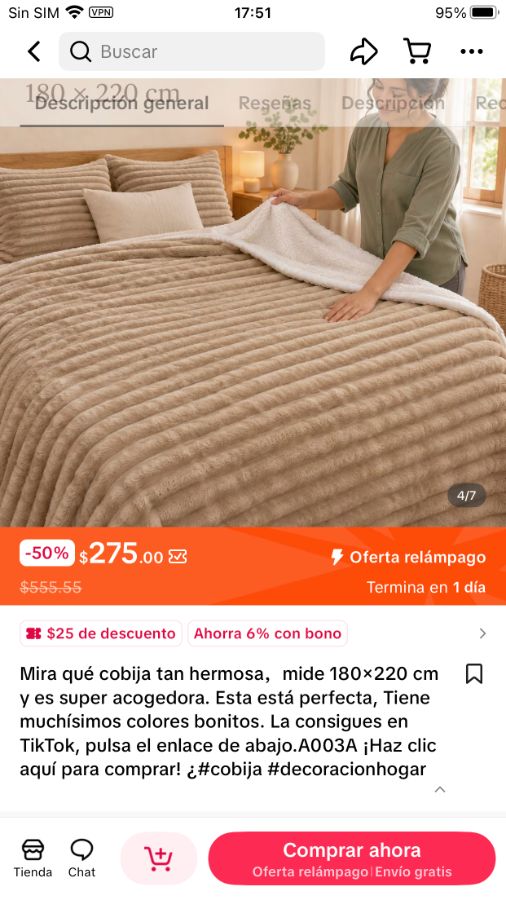 Sin SIM VPN 17:51 95%
Buscar
180 × 220 cm
Descripción general Reseñas Descripción Rec
4/7
-50% $275.00 Oferta relámpago
$555.55 Termina en 1 día
$25 de descuento Ahorra 6% con bono
Mira qué cobija tan hermosa，mide 180×220 cm
y es super acogedora. Esta está perfecta, Tiene
muchísimos colores bonitos. La consigues en
TikTok, pulsa el enlace de abajo.A003A ¡Haz clic
aquí para comprar! ¿#cobija #decoracionhogar
Comprar ahora
Tienda Chat Oferta relámpago|Envío gratis